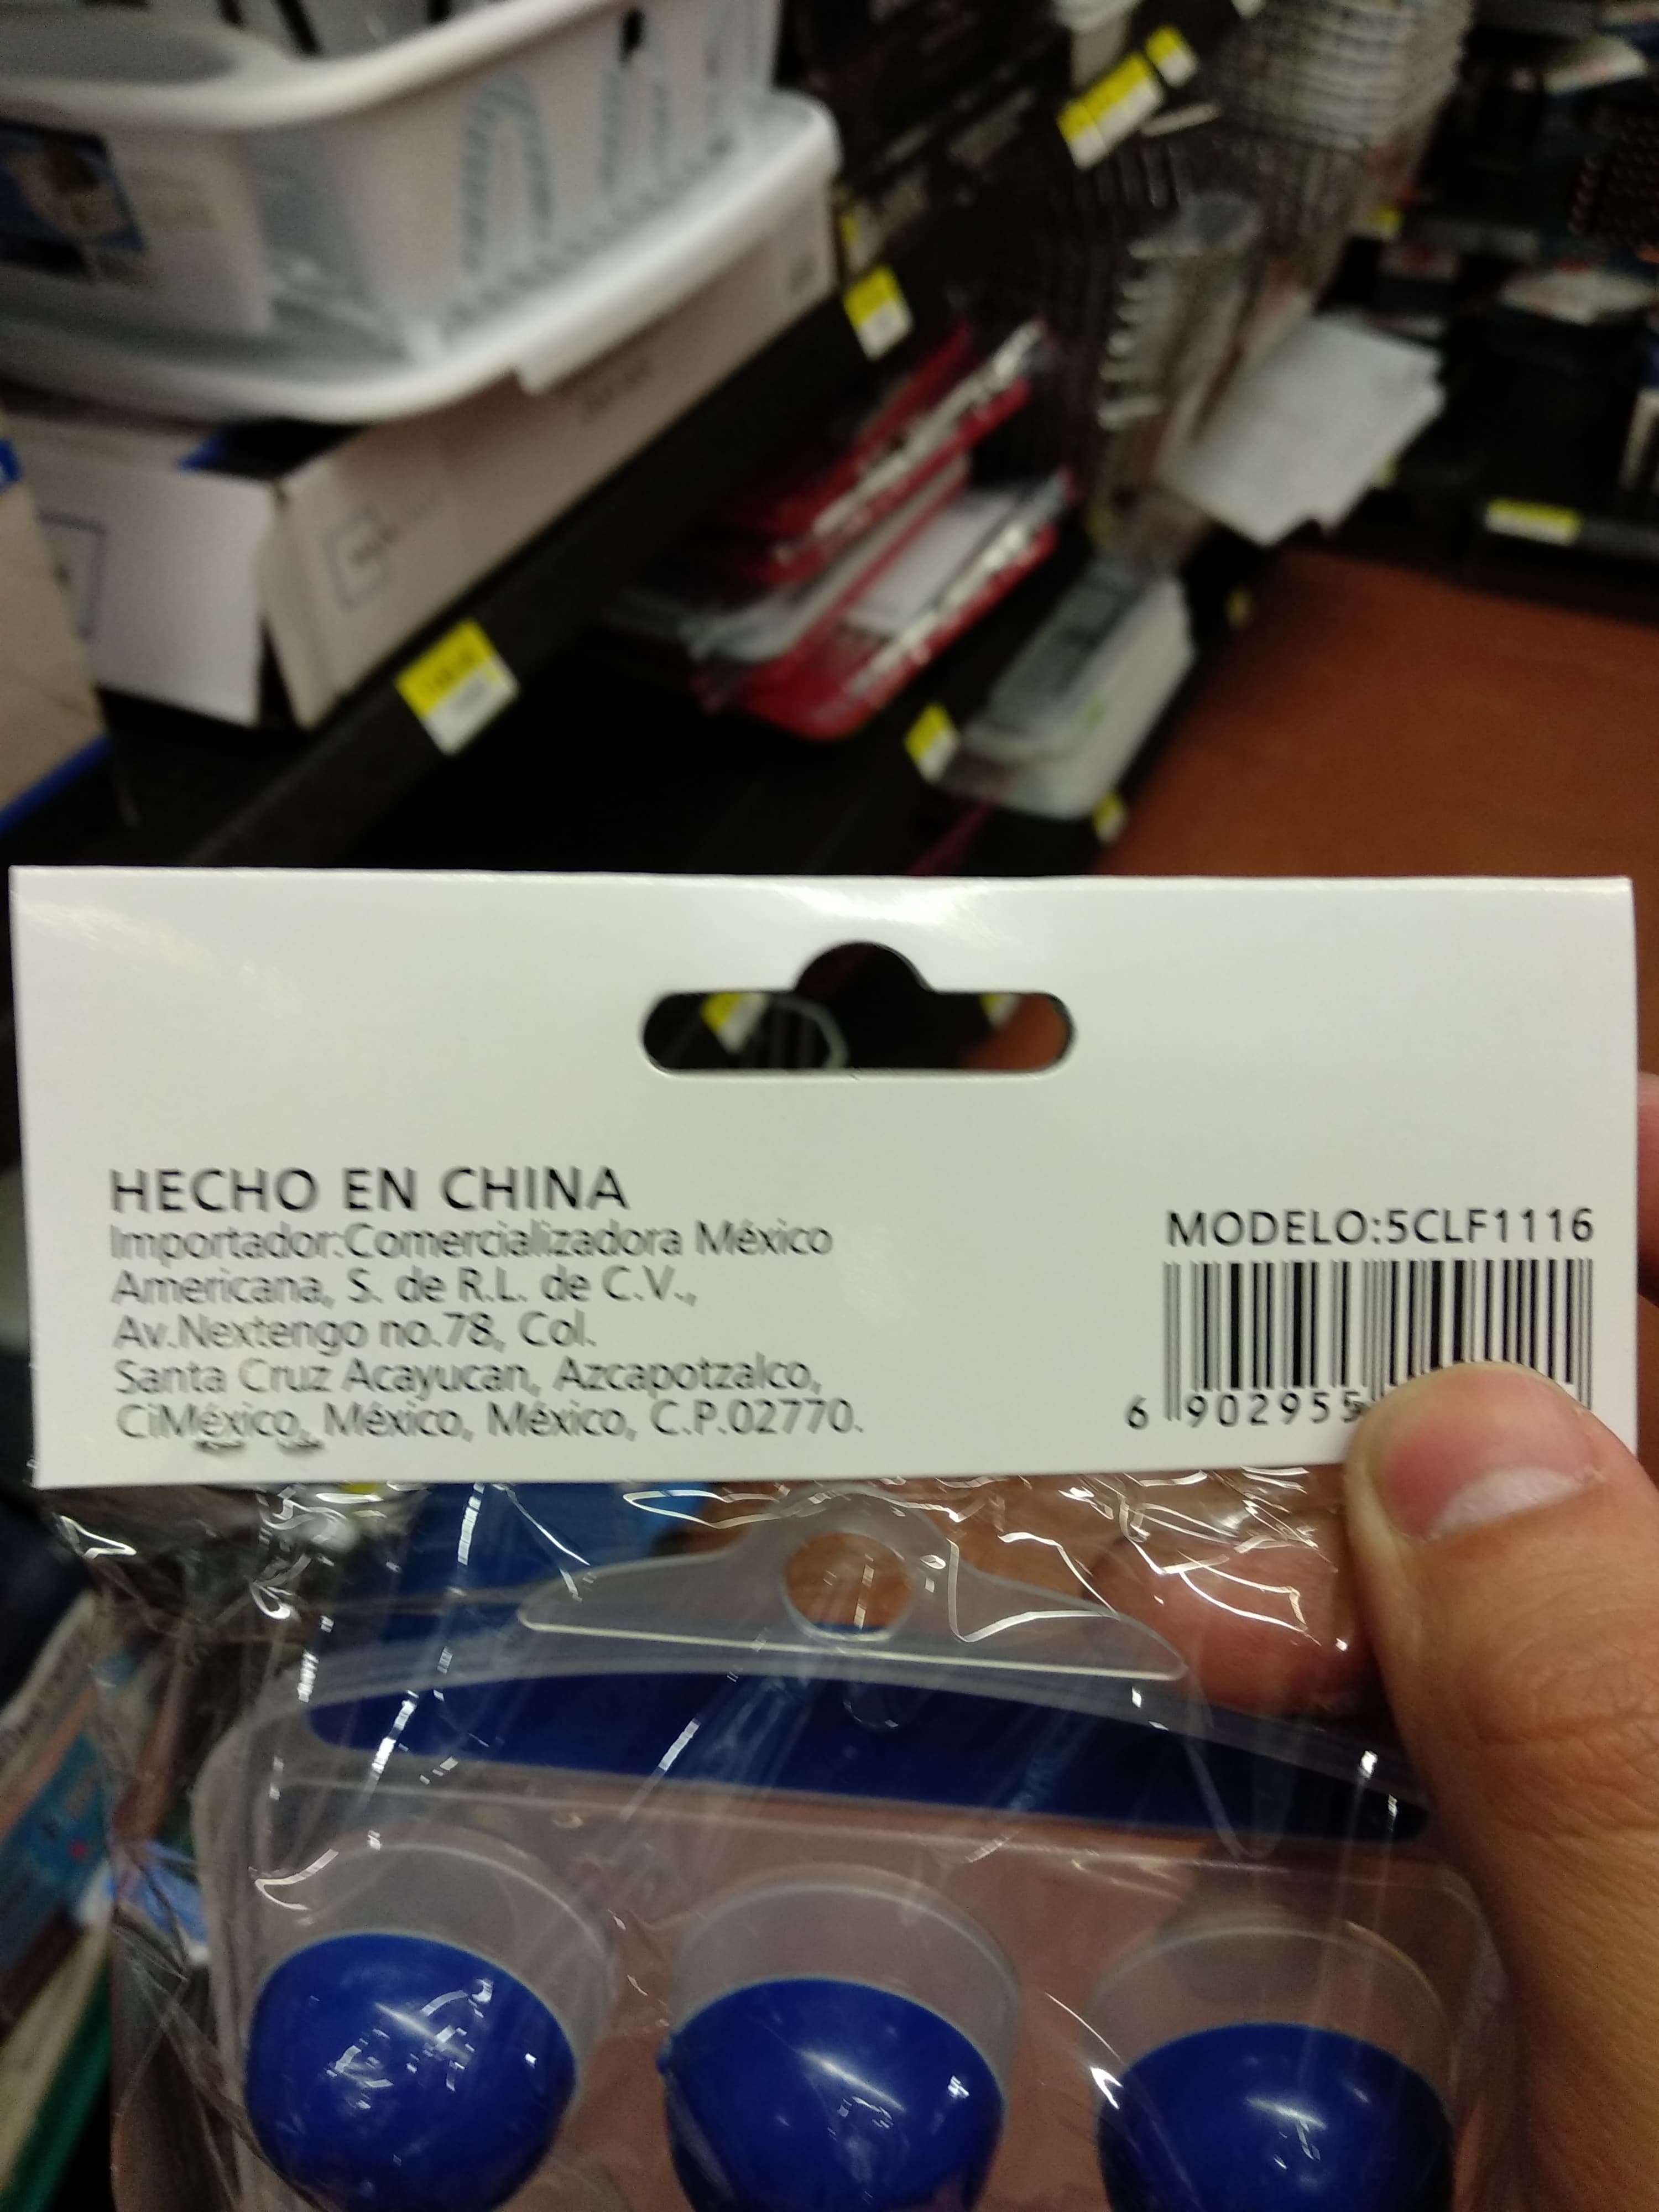 HECHO EN CHINA
Importador:Comercializadora México
Americana, S. de R.L. de C.V.,
Av.Nextengo no.78, Col.
Santa Cruz Acayucan, Azcapotzalco,
CiMéxico, México, México, C.P.02770.
MODELO:5CLF1116
6 902955